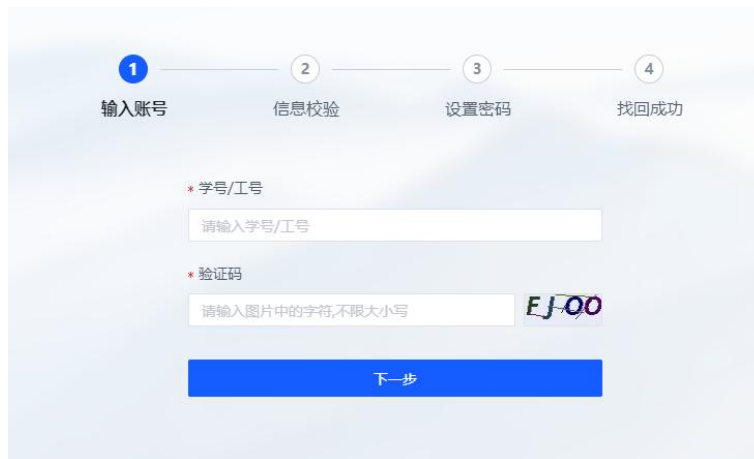 1 2 3 4
输入账号 信息校验 设置密码 找回成功
* 学号/工号
请输入学号/工号
* 验证码
请输入图片中的字符,不限大小写
下一步